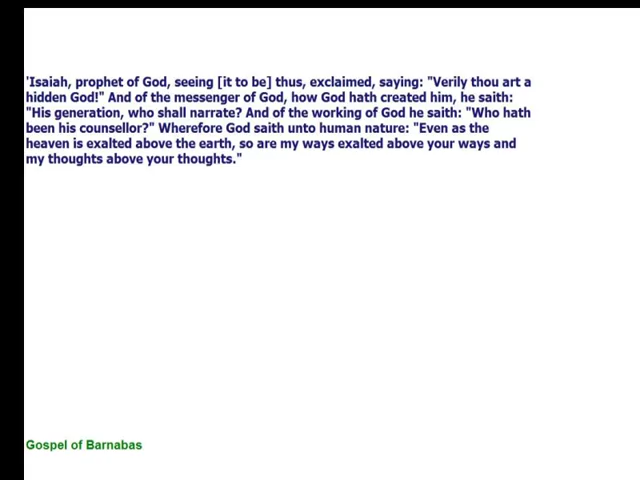 'Isaiah, prophet of God, seeing [it to be] thus, exclaimed, saying: "Verily thou art a
hidden God!" And of the messenger of God, how God hath created him, he saith:
"His generation, who shall narrate? And of the working of God he saith: "Who hath
been his counsellor?" Wherefore God saith unto human nature: "Even as the
heaven is exalted above the earth, so are my ways exalted above your ways and
my thoughts above your thoughts."
Gospel of Barnabas